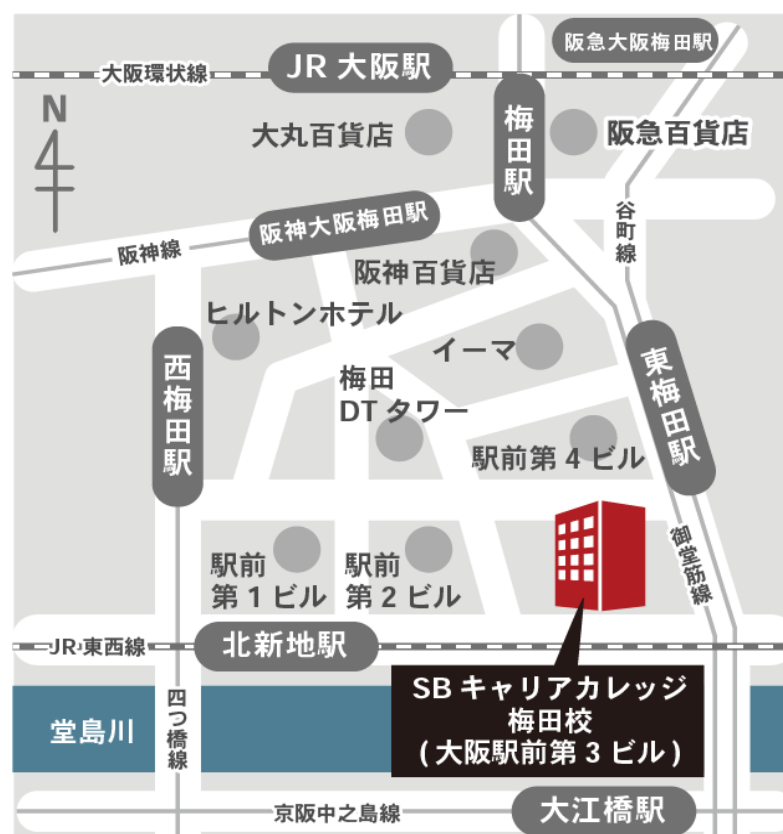 阪急大阪梅田駅
JR 大阪駅
大阪環状線
N
大丸百貨店
梅田駅
阪急百貨店
谷町線
阪神大阪梅田駅
阪神線
阪神百貨店
ヒルトンホテル
イーマ
西梅田駅
梅田
DT タワー
東梅田駅
駅前第 4 ビル
御堂筋線
駅前
第 1 ビル
駅前
第 2 ビル
JR 東西線
北新地駅
SB キャリアカレッジ
梅田校
( 大阪駅前第 3 ビル )
堂島川
四つ橋線
京阪中之島線
大江橋駅